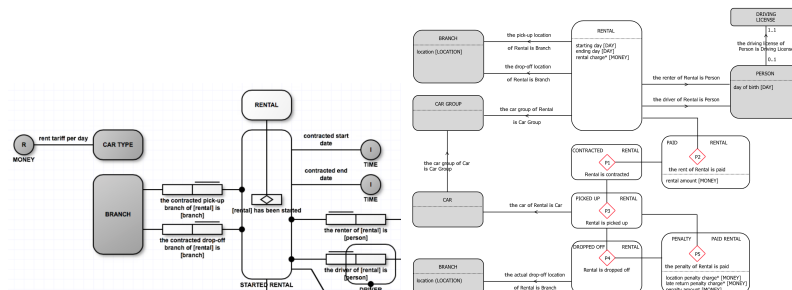 RENTAL
R
rent tariff per day
MONEY
CAR TYPE
contracted start
date
I
TIME
contracted end
date
I
TIME
BRANCH
the contracted pick-up
branch of [rental] is
[branch]
[rental] has been started
the contracted drop-off
branch of [rental] is
[branch]
the renter of [rental] is
[person]
the driver of [rental] is
[person]
DRIVER
STARTED RENTAL
DRIVING
LICENSE
1..1
the driving license of
Person is Driving License
0..1
PERSON
day of birth [DAY]
BRANCH
location [LOCATION]
the pick-up location
of Rental is Branch
the drop-off location
of Rental is Branch
RENTAL
starting day [DAY]
ending day [DAY]
rental charge* [MONEY]
the renter of Rental is Person
the driver of Rental is Person
CAR GROUP
the car group of Rental
is Car Group
CONTRACTED RENTAL
P1
Rental is contracted
PAID RENTAL
P2
the rent of Rental is paid
rental amount [MONEY]
the car group of Car
is Car Group
CAR
the car of Rental is Car
PICKED UP RENTAL
P3
Rental is picked up
DROPPED OFF RENTAL
P4
Rental is dropped off
PENALTY PAID RENTAL
P5
the penalty of Rental is paid
location penalty charge* [MONEY]
late return penalty charge* [MONEY]
penalty amount [MONEY]
BRANCH
location [LOCATION]
the actual drop-off location
of Rental is Branch